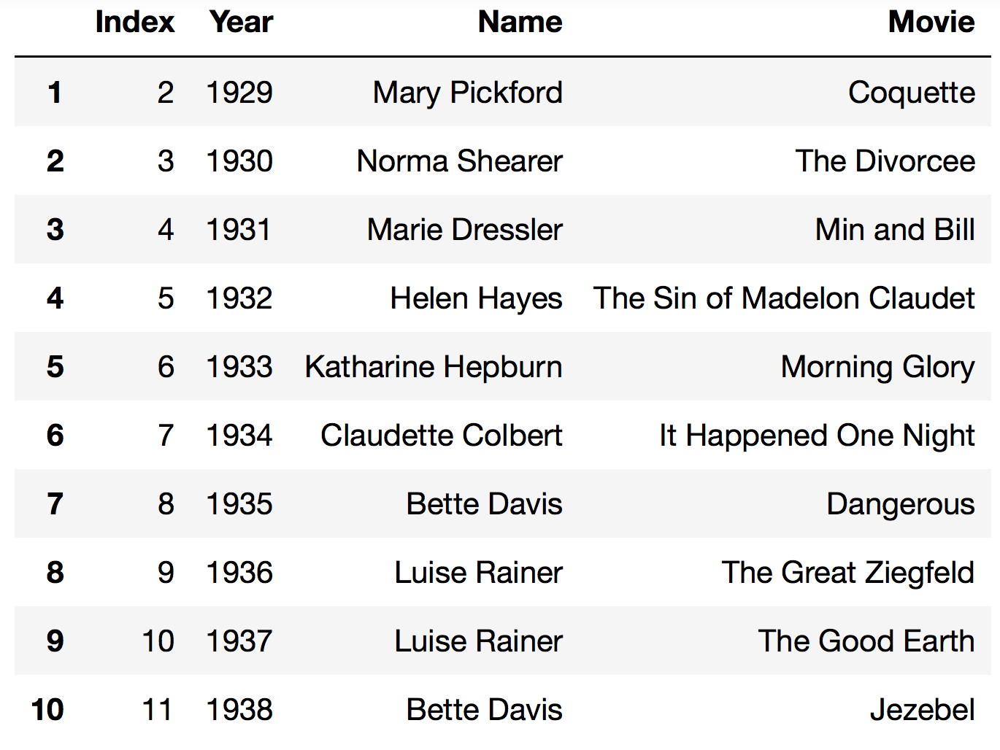 Index Year Name Movie
1 2 1929 Mary Pickford Coquette
2 3 1930 Norma Shearer The Divorcee
3 4 1931 Marie Dressler Min and Bill
4 5 1932 Helen Hayes The Sin of Madelon Claudet
5 6 1933 Katharine Hepburn Morning Glory
6 7 1934 Claudette Colbert It Happened One Night
7 8 1935 Bette Davis Dangerous
8 9 1936 Luise Rainer The Great Ziegfeld
9 10 1937 Luise Rainer The Good Earth
10 11 1938 Bette Davis Jezebel